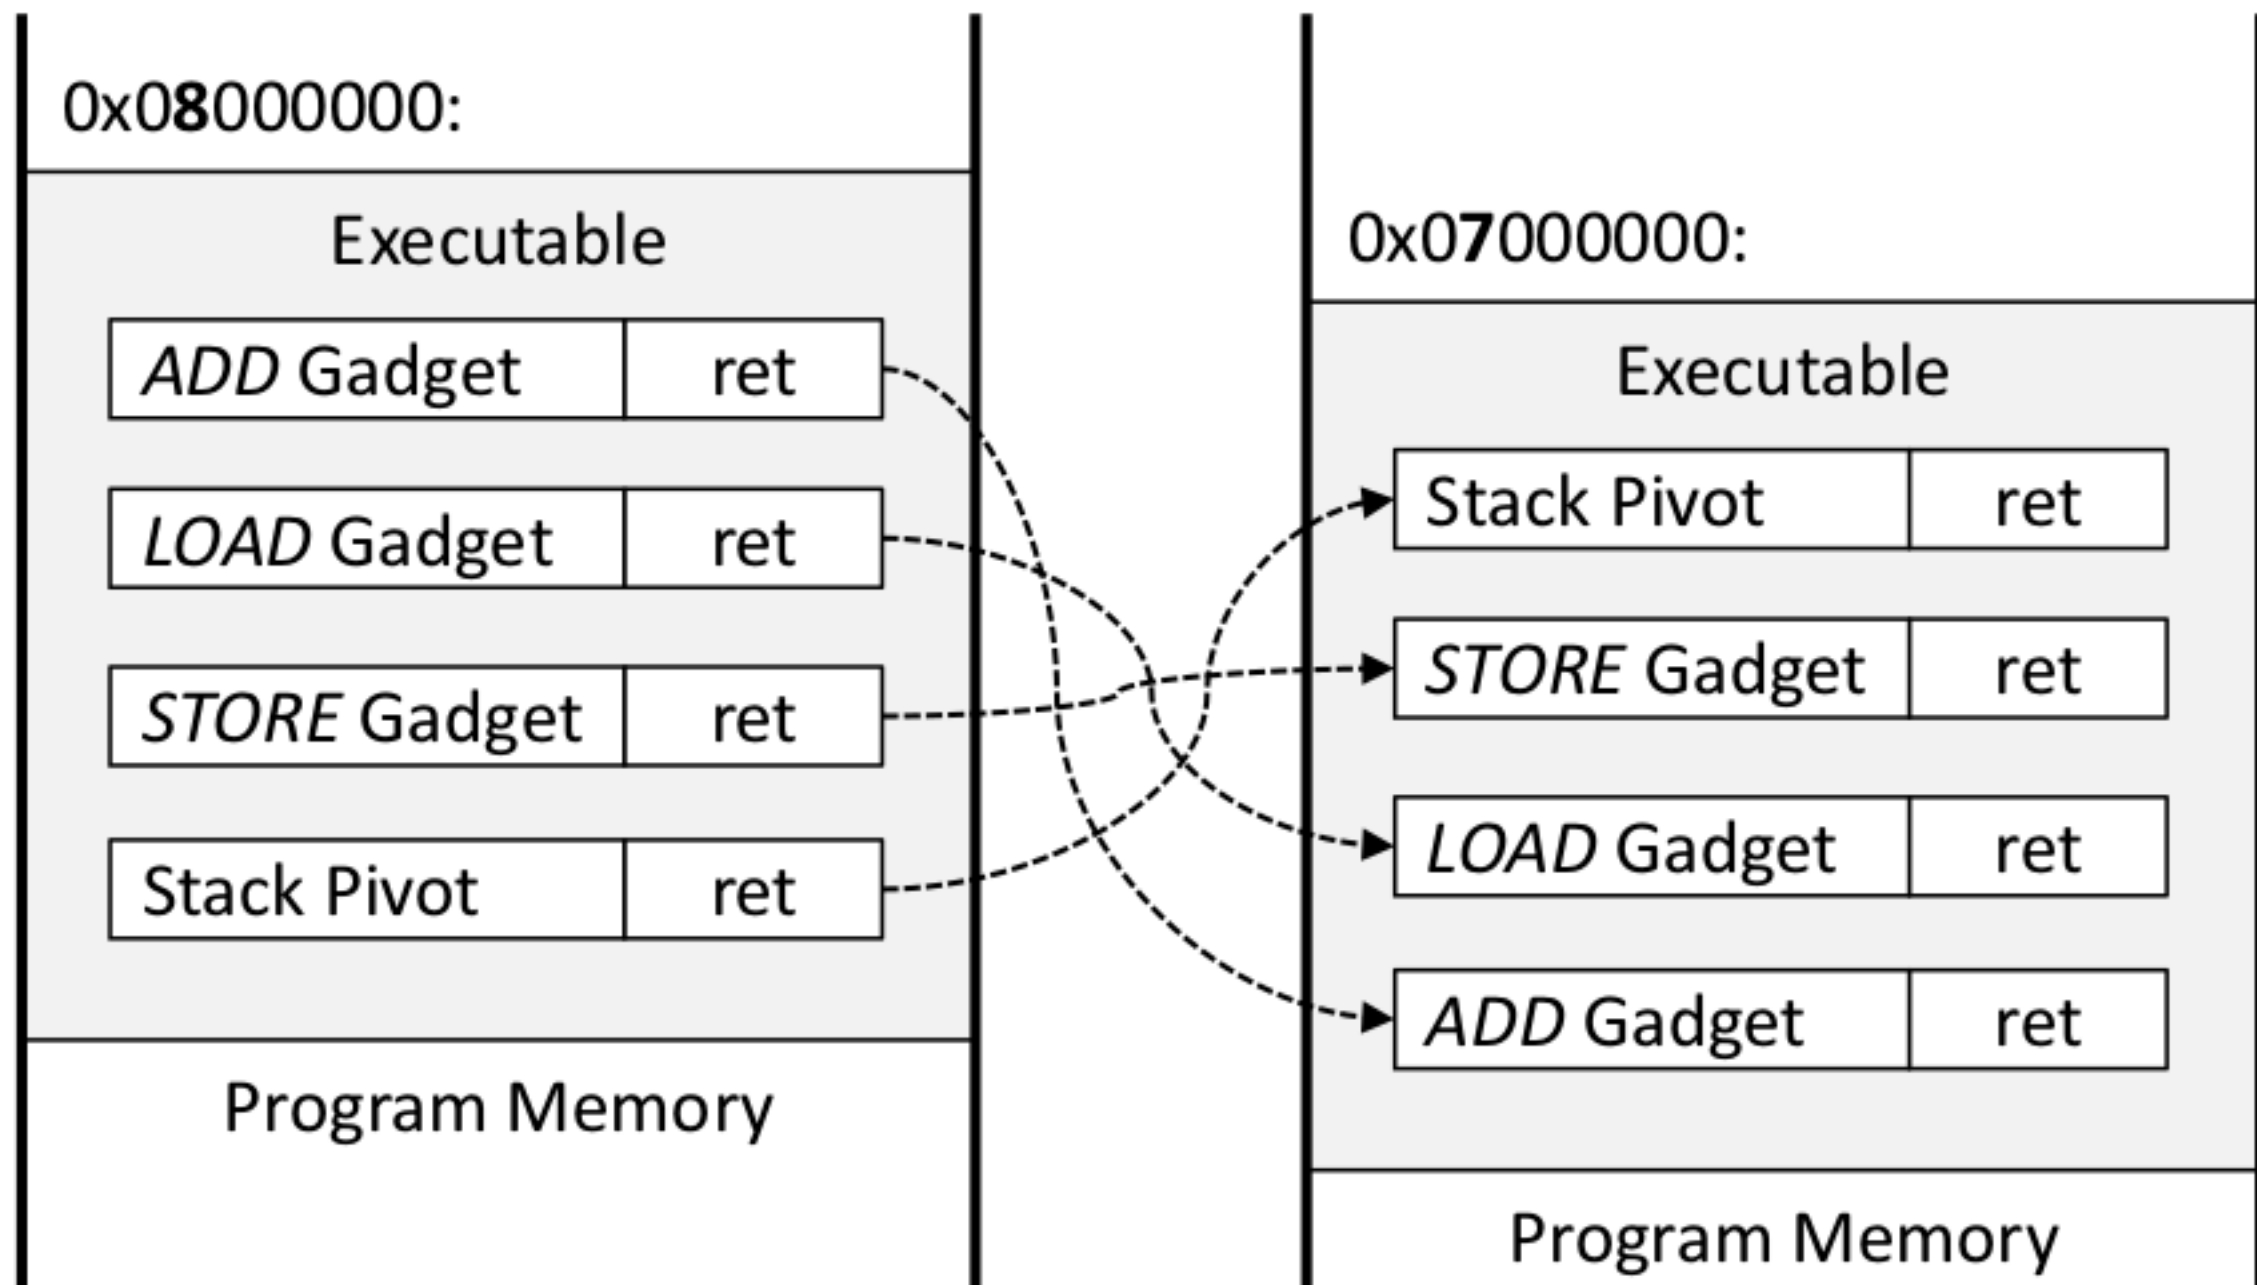 0x08000000:
Executable
ADD Gadget ret
LOAD Gadget ret
STORE Gadget ret
Stack Pivot ret
Program Memory
0x07000000:
Executable
Stack Pivot ret
STORE Gadget ret
LOAD Gadget ret
ADD Gadget ret
Program Memory